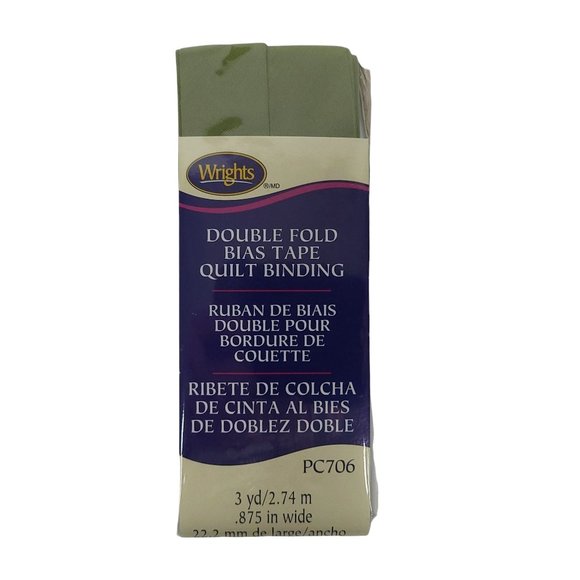 Wrights
®/MD
DOUBLE FOLD
BIAS TAPE
QUILT BINDING
RUBAN DE BIAIS
DOUBLE POUR
BORDURE DE
COUETTE
RIBETE DE COLCHA
DE CINTA AL BIES
DE DOBLEZ DOBLE
PC706
3 yd/2.74 m
.875 in wide
22.2 mm de large/ancho